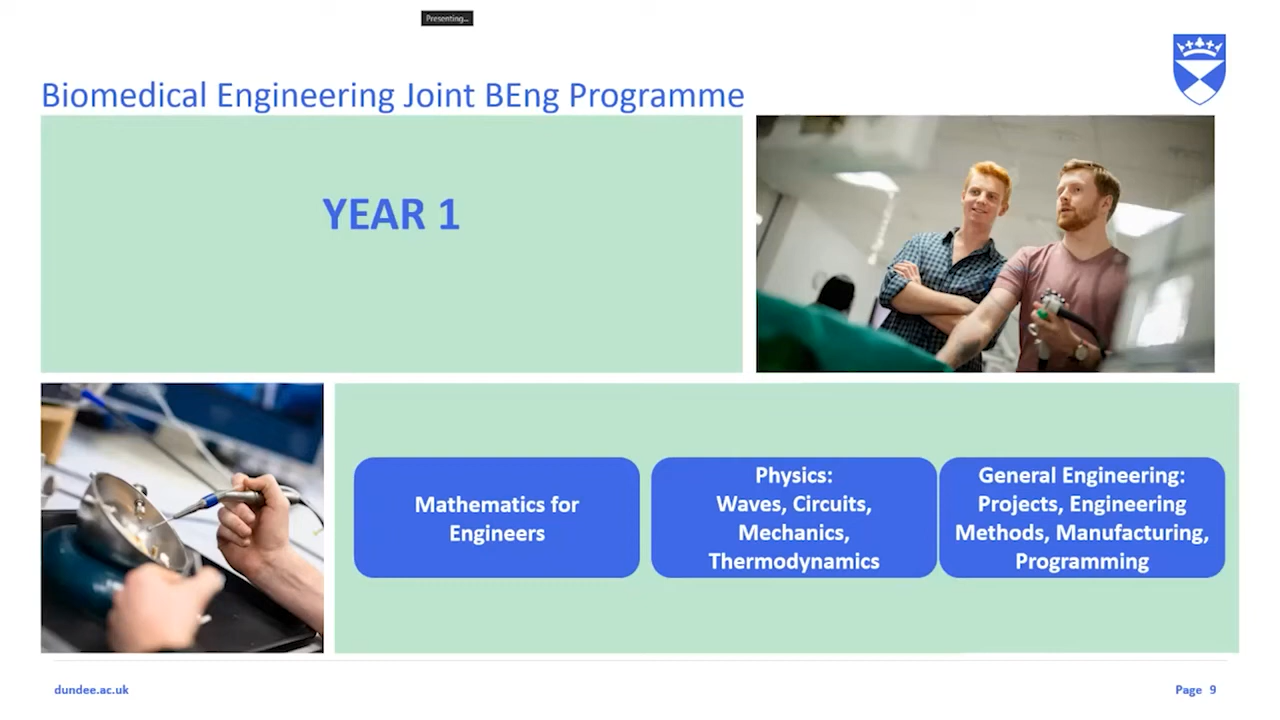 Presenting...
Biomedical Engineering Joint BEng Programme
YEAR 1
Mathematics for
Engineers
Physics:
Waves, Circuits,
Mechanics,
Thermodynamics
General Engineering:
Projects, Engineering
Methods, Manufacturing,
Programming
dundee.ac.uk
Page 9